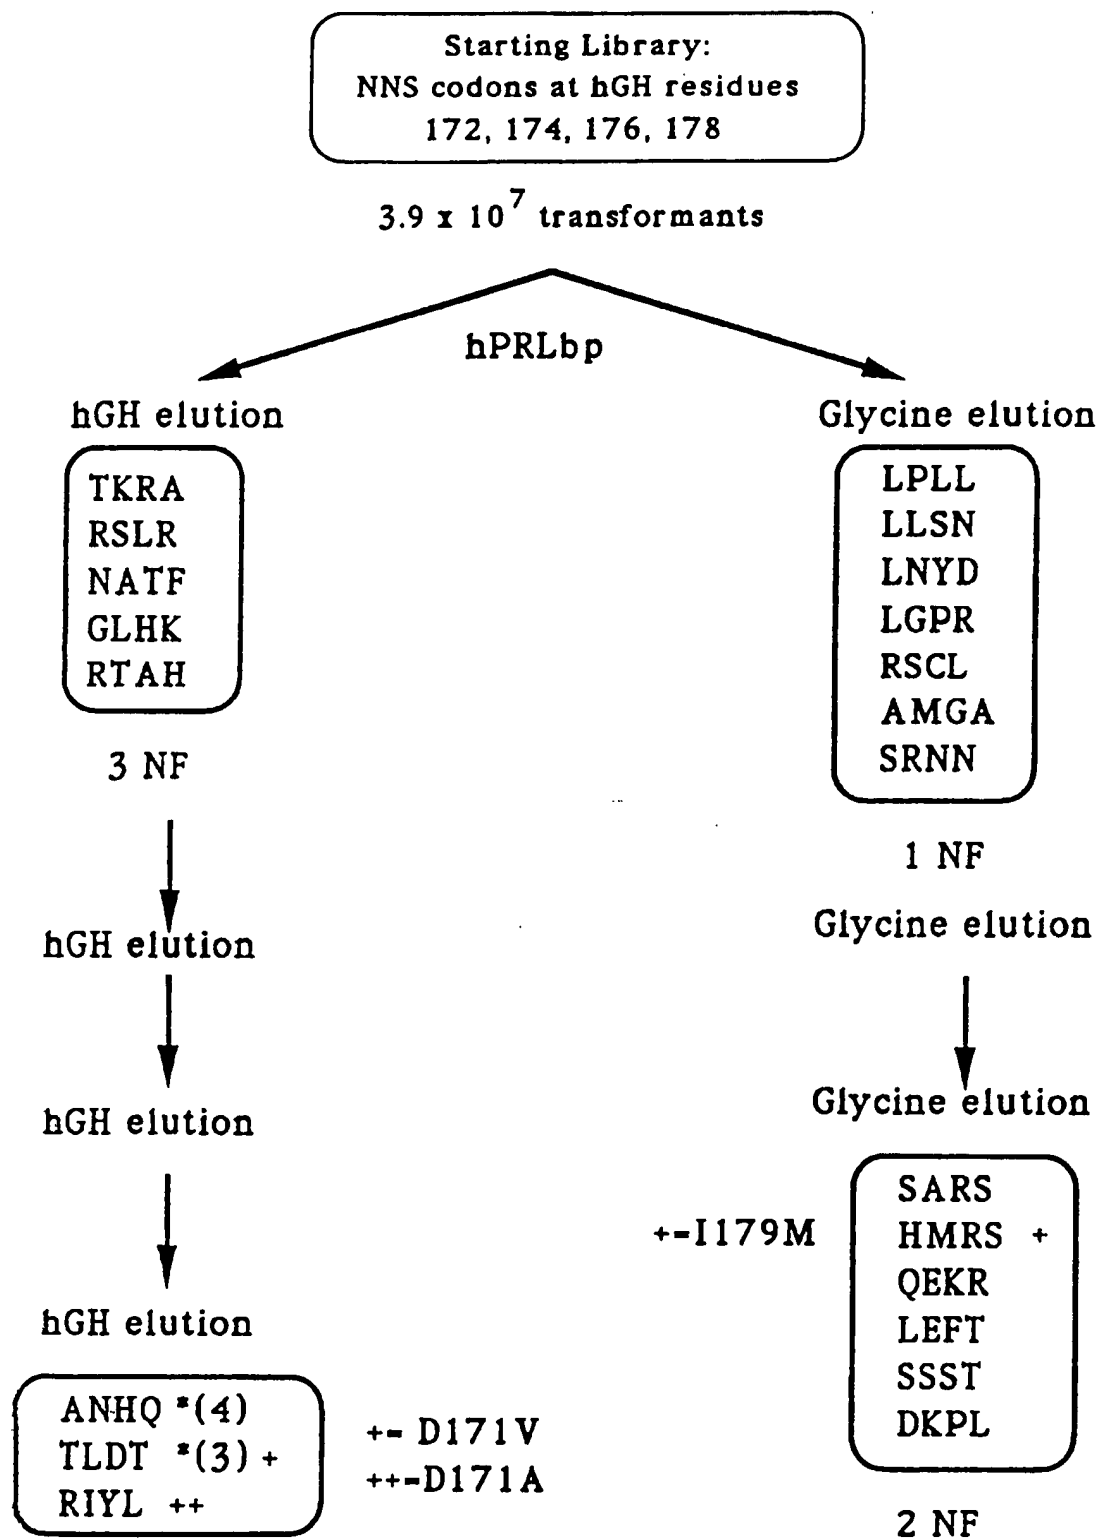 Starting Library:
NNS codons at hGH residues
172, 174, 176, 178
3.9 x 10^7 transformants
hPRLbp
hGH elution
TKRA
RSLR
NATF
GLHK
RTAH
3 NF
hGH elution
hGH elution
hGH elution
ANHQ *(4)
TLDT *(3) +
RIYL ++
+= D171V
++=D171A
Glycine elution
LPLL
LLSN
LNYD
LGPR
RSCL
AMGA
SRNN
1 NF
Glycine elution
Glycine elution
+=I179M
SARS
HMRS +
QEKR
LEFT
SSST
DKPL
2 NF